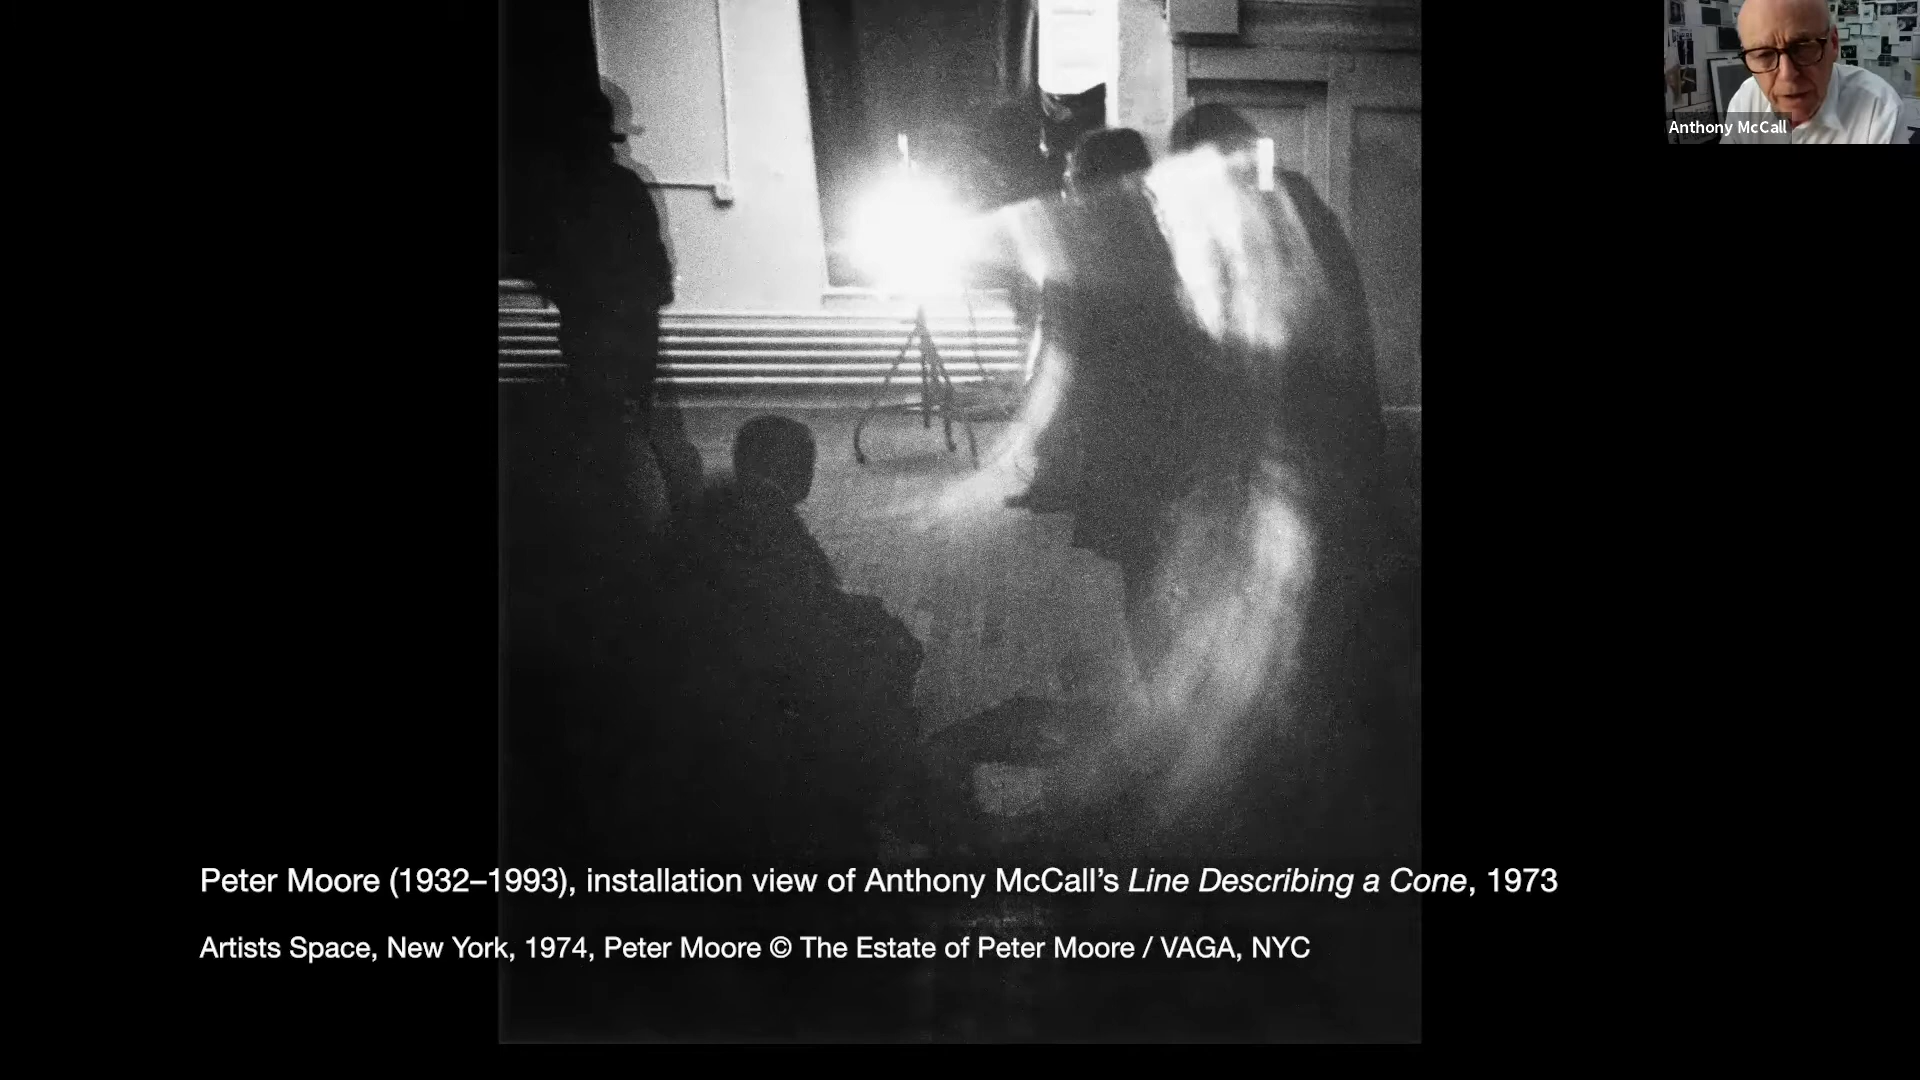 Anthony McCall
Peter Moore (1932–1993), installation view of Anthony McCall’s Line Describing a Cone, 1973
Artists Space, New York, 1974, Peter Moore © The Estate of Peter Moore / VAGA, NYC